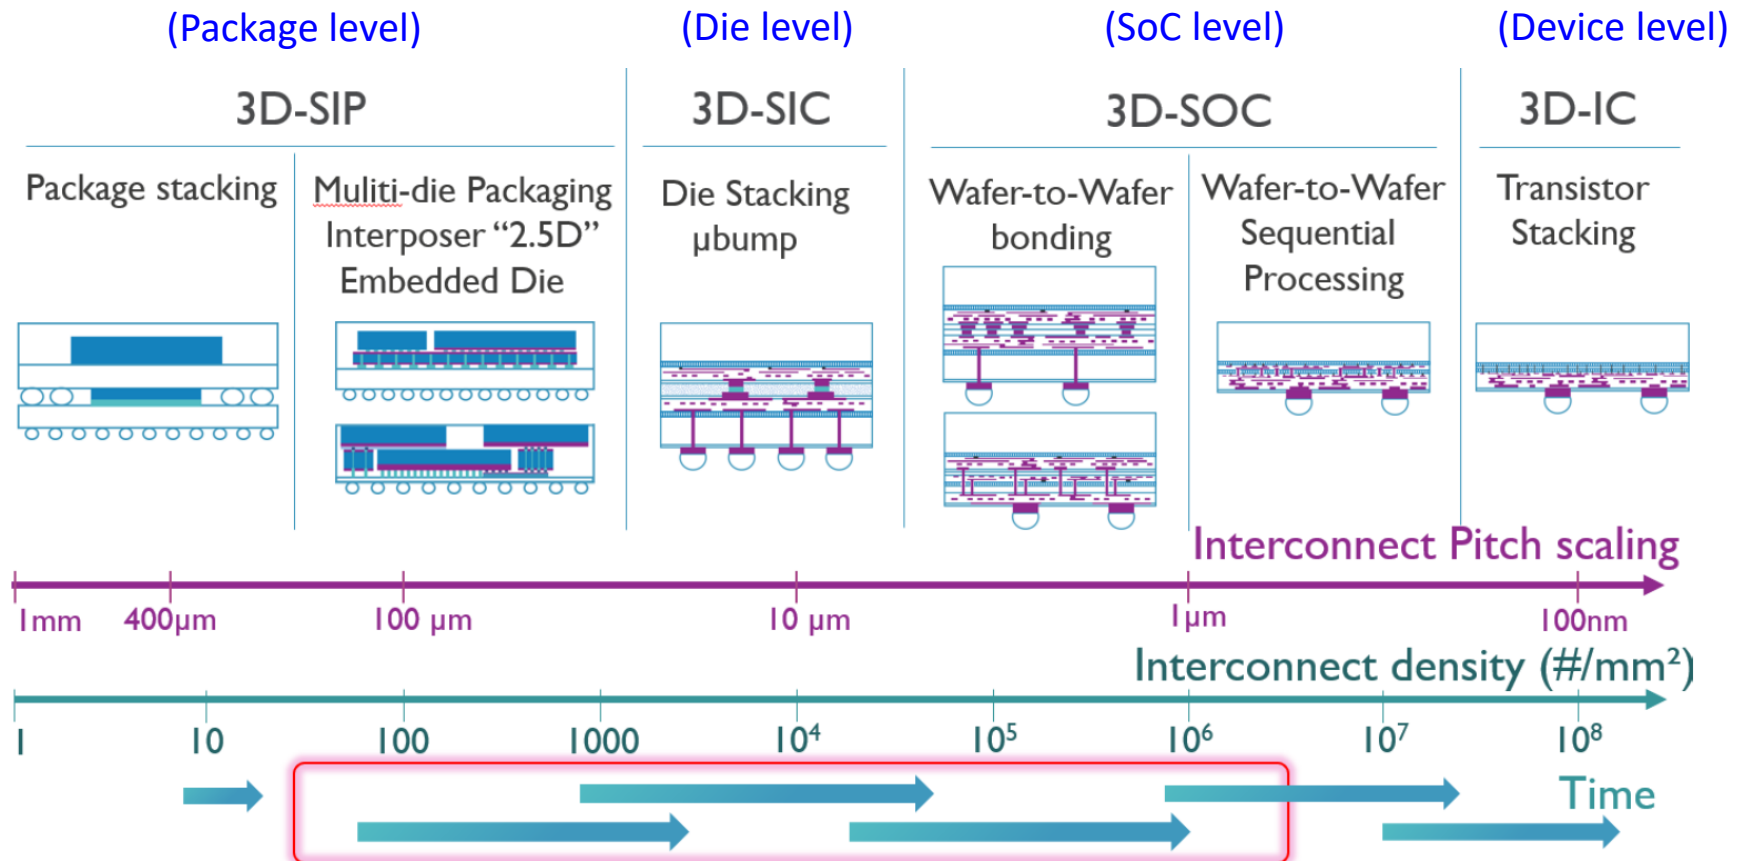 (Package level)
(Die level)
(SoC level)
(Device level)
3D-SIP
3D-SIC
3D-SOC
3D-IC
Package stacking
Muliti-die Packaging
Interposer “2.5D”
Embedded Die
Die Stacking
µbump
Wafer-to-Wafer
bonding
Wafer-to-Wafer
Sequential
Processing
Transistor
Stacking
Interconnect Pitch scaling
1mm
400µm
100 µm
10 µm
1µm
100nm
Interconnect density (#/mm²)
1
10
100
1000
10⁴
10⁵
10⁶
10⁷
10⁸
Time